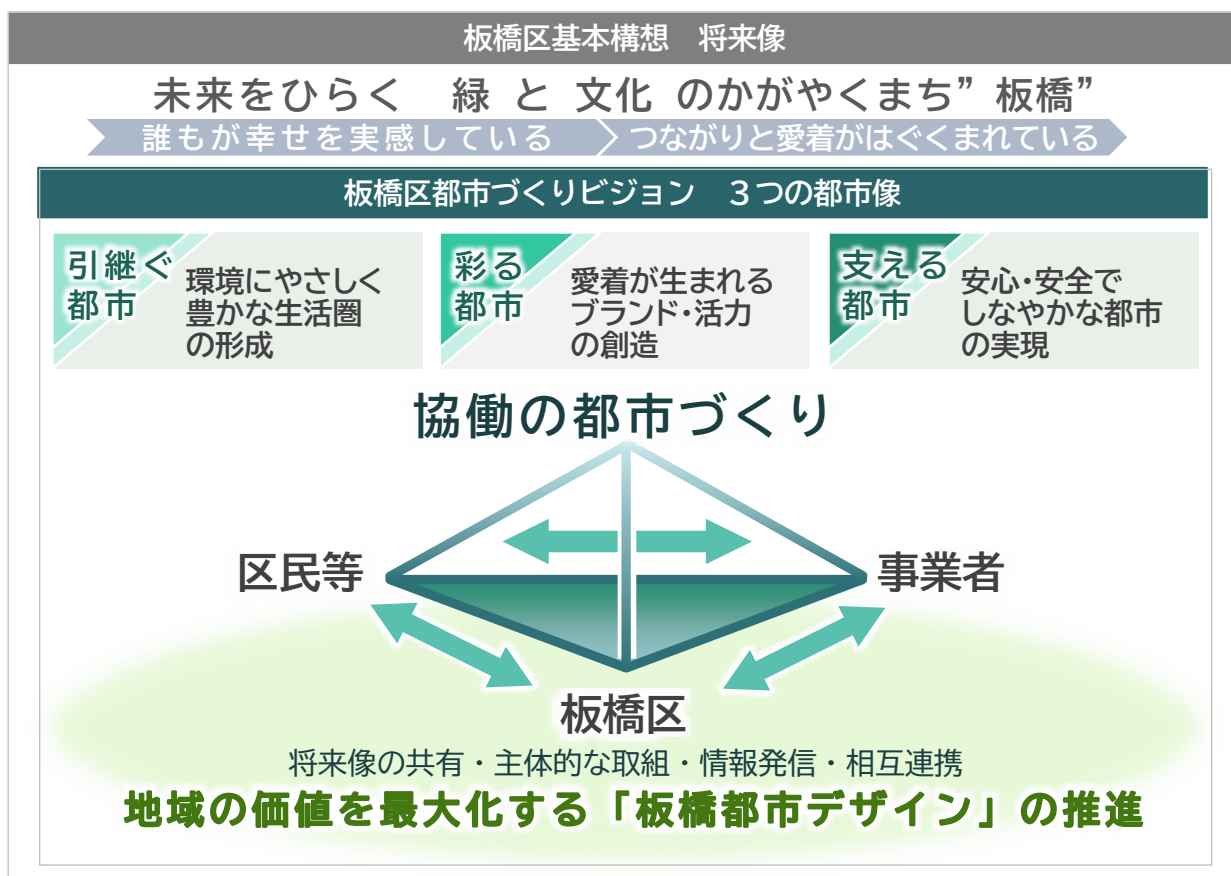 板橋区基本構想　将来像
未来をひらく　緑 と 文化 のかがやくまち”板橋”
誰もが幸せを実感している
つながりと愛着がはぐくまれている
板橋区都市づくりビジョン　３つの都市像
引継ぐ
都市
環境にやさしく
豊かな生活圏
の形成
彩る
都市
愛着が生まれる
ブランド・活力
の創造
支える
都市
安心・安全で
しなやかな都市
の実現
協働の都市づくり
区民等
事業者
板橋区
将来像の共有・主体的な取組・情報発信・相互連携
地域の価値を最大化する「板橋都市デザイン」の推進